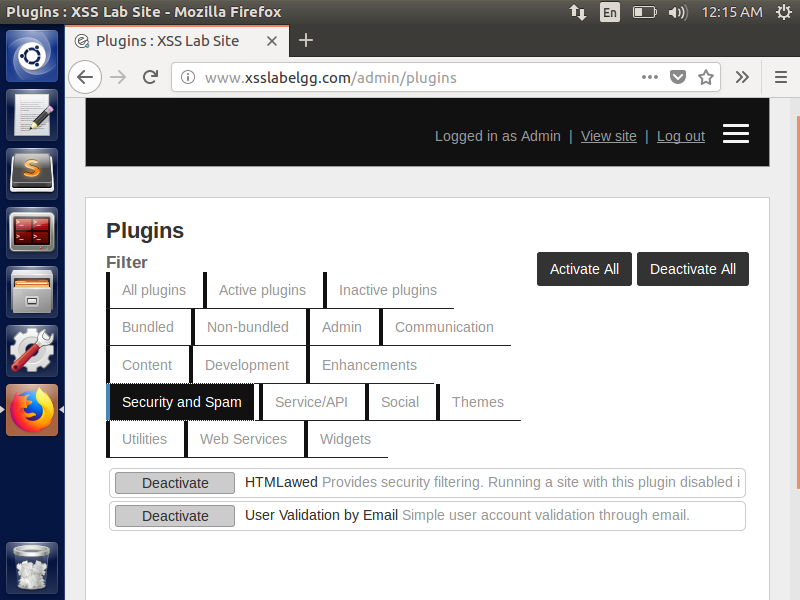 Plugins : XSS Lab Site - Mozilla Firefox
En
12:15 AM
Plugins : XSS Lab Site
www.xsslabelgg.com/admin/plugins
Logged in as Admin | View site | Log out
Plugins
Filter
Activate All
Deactivate All
All plugins
Active plugins
Inactive plugins
Bundled
Non-bundled
Admin
Communication
Content
Development
Enhancements
Security and Spam
Service/API
Social
Themes
Utilities
Web Services
Widgets
Deactivate HTMLawed Provides security filtering. Running a site with this plugin disabled i
Deactivate User Validation by Email Simple user account validation through email.